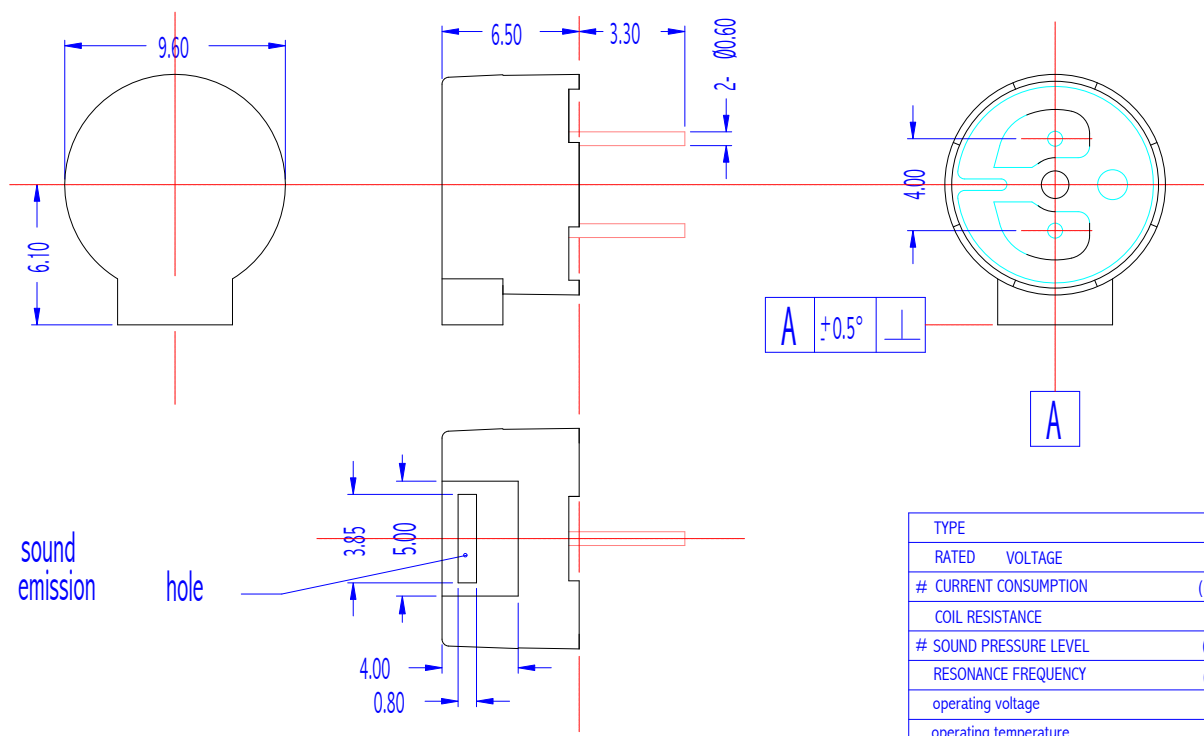 9.60
6.50
3.30
2- Ø0.60
6.10
4.00
A ±0.5° ⊥
A
3.85
5.00
sound
emission hole
4.00
0.80
TYPE
RATED VOLTAGE
# CURRENT CONSUMPTION (
COIL RESISTANCE
# SOUND PRESSURE LEVEL
RESONANCE FREQUENCY
operating voltage
operating temperature